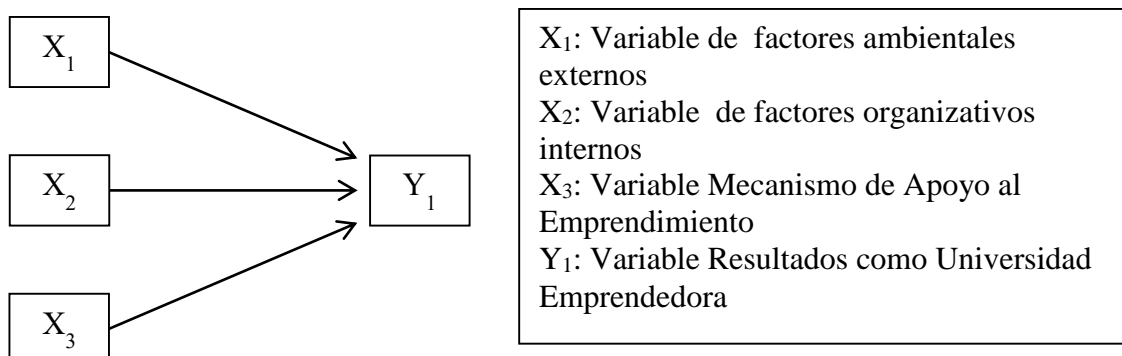 X₁
X₂
X₃
Y₁
X₁: Variable de factores ambientales
externos
X₂: Variable de factores organizativos
internos
X₃: Variable Mecanismo de Apoyo al
Emprendimiento
Y₁: Variable Resultados como Universidad
Emprendedora